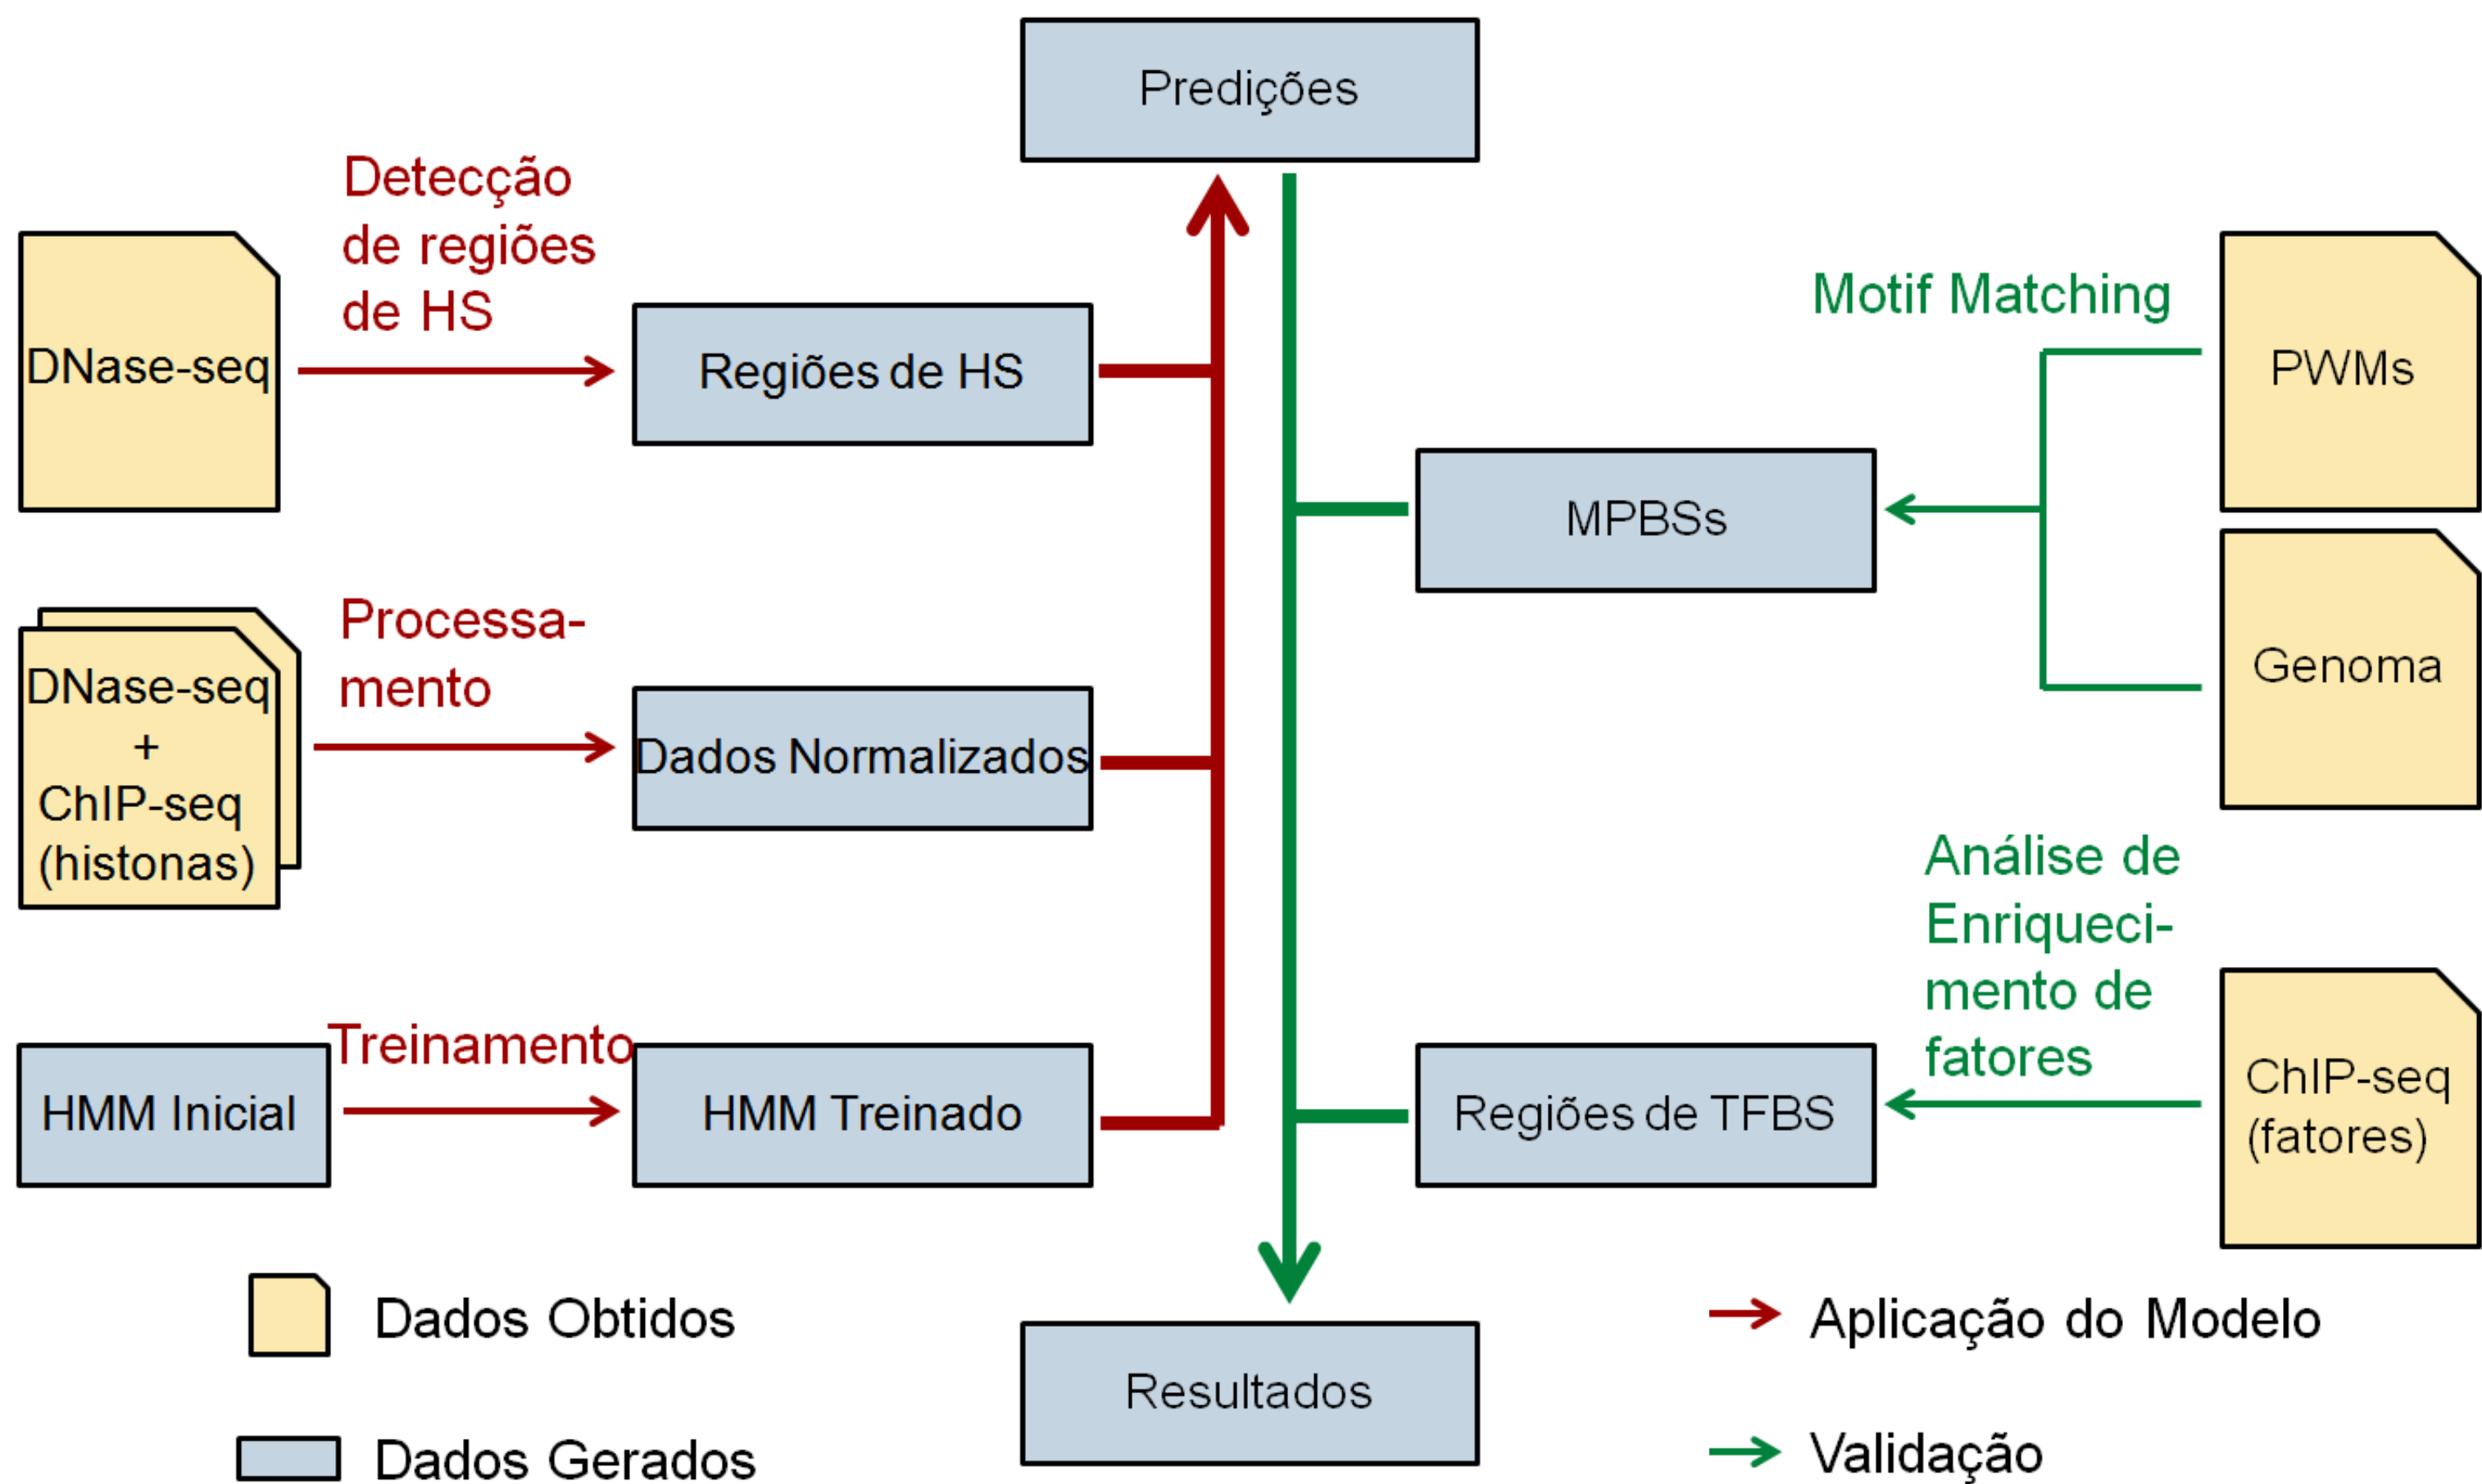 Predições
Detecção
de regiões
de HS
DNase-seq
Regiões de HS
Motif Matching
PWMs
MPBSs
Processa-
mento
DNase-seq
+
ChIP-seq
(histonas)
Dados Normalizados
Genoma
Análise de
Enriqueci-
mento de
fatores
Treinamento
HMM Inicial
HMM Treinado
Regiões de TFBS
ChIP-seq
(fatores)
Dados Obtidos
Aplicação do Modelo
Resultados
Dados Gerados
Validação